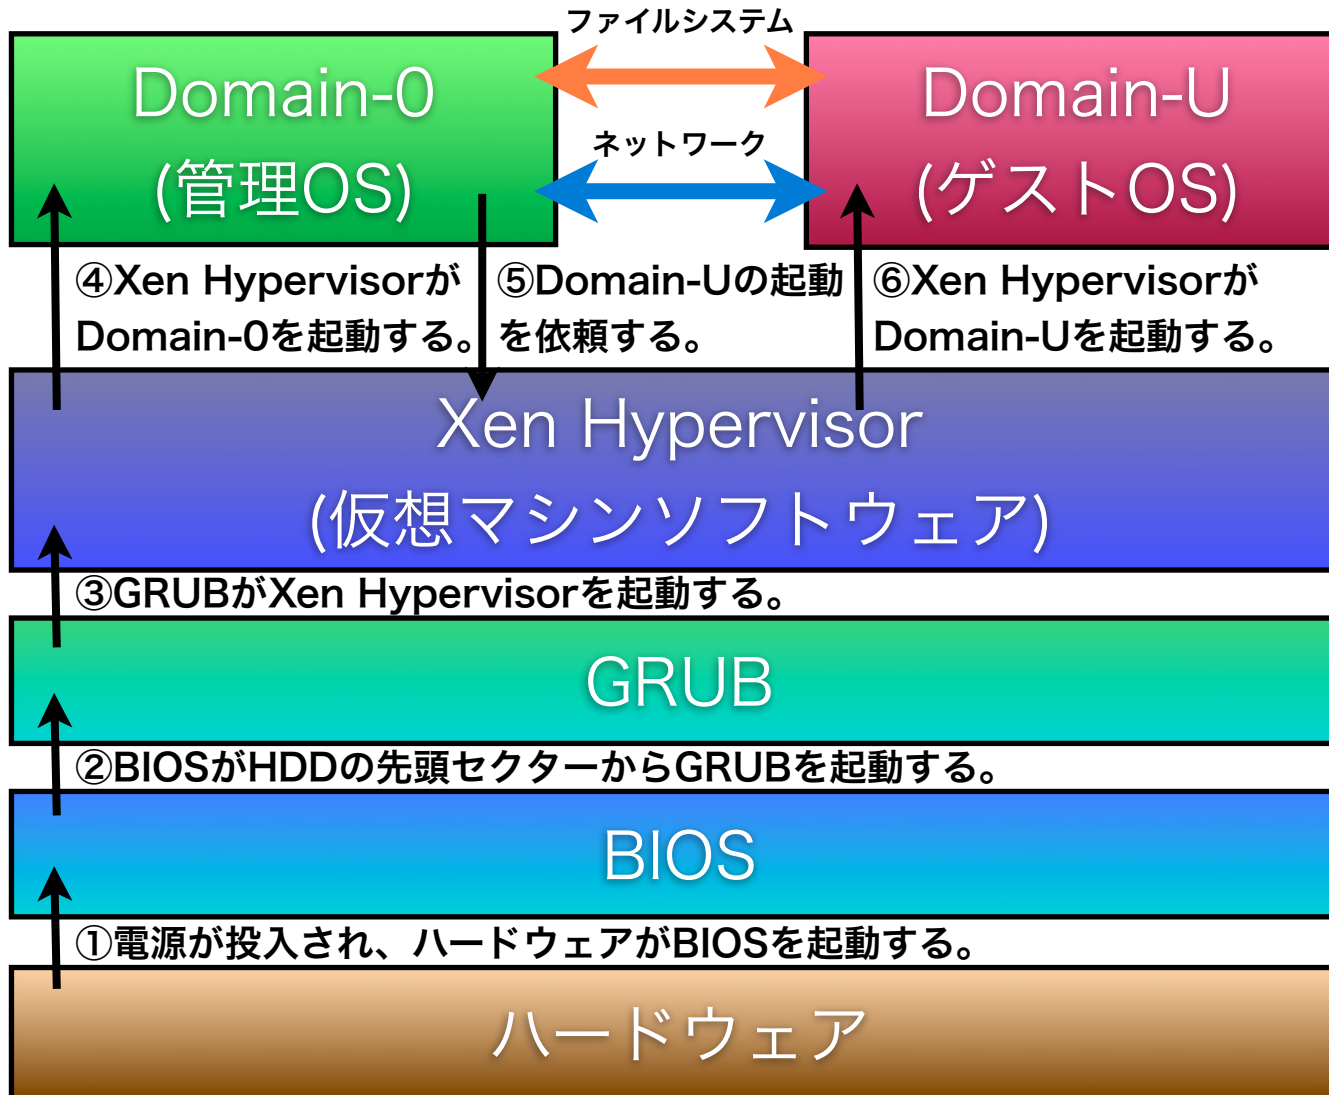 ファイルシステム
Domain-0
(管理OS)
ネットワーク
Domain-U
(ゲストOS)
④Xen Hypervisorが
Domain-0を起動する。
⑤Domain-Uの起動
を依頼する。
⑥Xen Hypervisorが
Domain-Uを起動する。
Xen Hypervisor
(仮想マシンソフトウェア)
③GRUBがXen Hypervisorを起動する。
GRUB
②BIOSがHDDの先頭セクターからGRUBを起動する。
BIOS
①電源が投入され、ハードウェアがBIOSを起動する。
ハードウェア